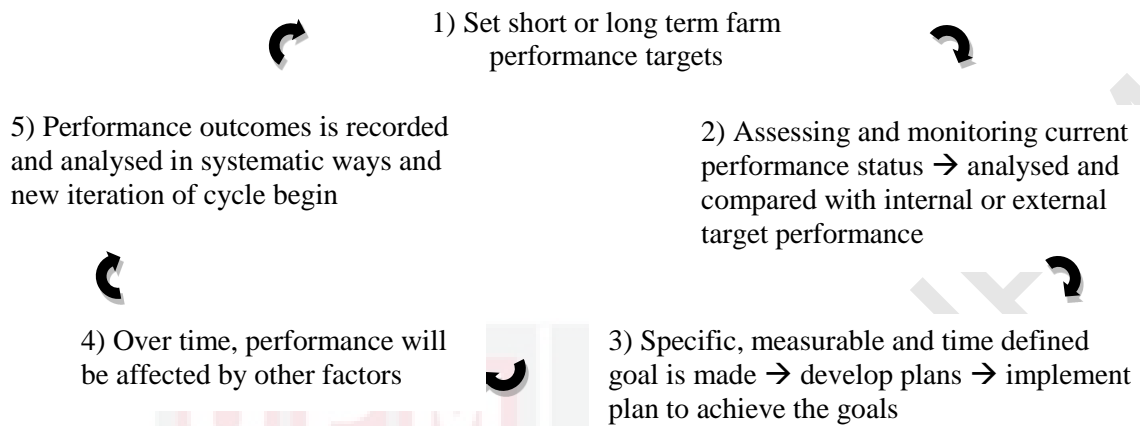 1) Set short or long term farm
performance targets
2) Assessing and monitoring current
performance status → analysed and
compared with internal or external
target performance
3) Specific, measurable and time defined
goal is made → develop plans → implement
plan to achieve the goals
4) Over time, performance will
be affected by other factors
5) Performance outcomes is recorded
and analysed in systematic ways and
new iteration of cycle begin